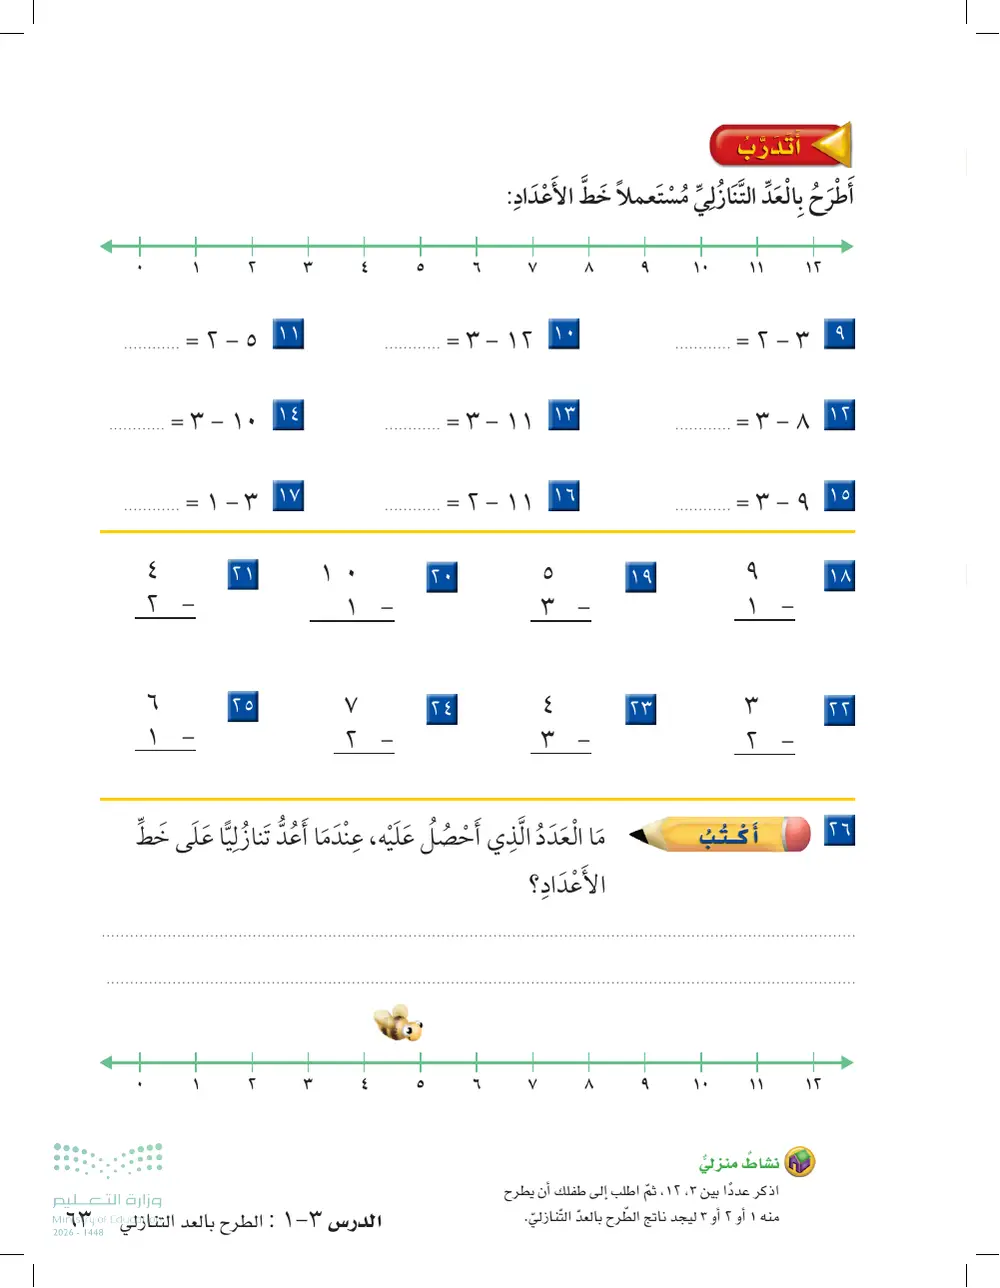 أَتَدَرَّبُ
أَطْرَحُ بِالْعَدِّ التَّنَازُلِيِّ مُسْتَعملاً خَطَّ الأَعْدَادِ:
٠ ١ ٢ ٣ ٤ ٥ ٦ ٧ ٨ ٩ ١٠ ١١ ١٢
٩ ٣ – ٢ = ............ ١٠ ١٢ – ٣ = ............ ١١ ٥ – ٢ = ............
١٢ ٨ – ٣ = ............ ١٣ ١١ – ٣ = ............ ١٤ ١٠ – ٣ = ............
١٥ ٩ – ٣ = ............ ١٦ ١١ – ٢ = ............ ١٧ ٣ – ١ = ............
١٨ ٩ ١٩ ٥ ٢٠ ١٠ ٢١ ٤
– ١ – ٣ – ١ – ٢
٢٢ ٣ ٢٣ ٤ ٢٤ ٧ ٢٥ ٦
– ٢ – ٣ – ٢ – ١
٢٦ أَكْتُبُ مَا الْعَدَدُ الَّذِي أَحْصُلُ عَلَيْه، عِنْدَمَا أَعُدُّ تَنازُلِيًّا عَلَى خَطِّ
الأَعْدَادِ؟
٠ ١ ٢ ٣ ٤ ٥ ٦ ٧ ٨ ٩ ١٠ ١١ ١٢
نشاطٌ منزليٌّ
اذكر عددًا بين ٣، ١٢، ثمّ اطلب إلى طفلك أن يطرح
منه ١ أو ٢ أو ٣ ليجد ناتج الطّرح بالعدّ التّنازليّ.
الدرس ٣-١ : الطرح بالعد التنازلي ٦٣
وزارة التعليم
Ministry of Education
2026 - 1448